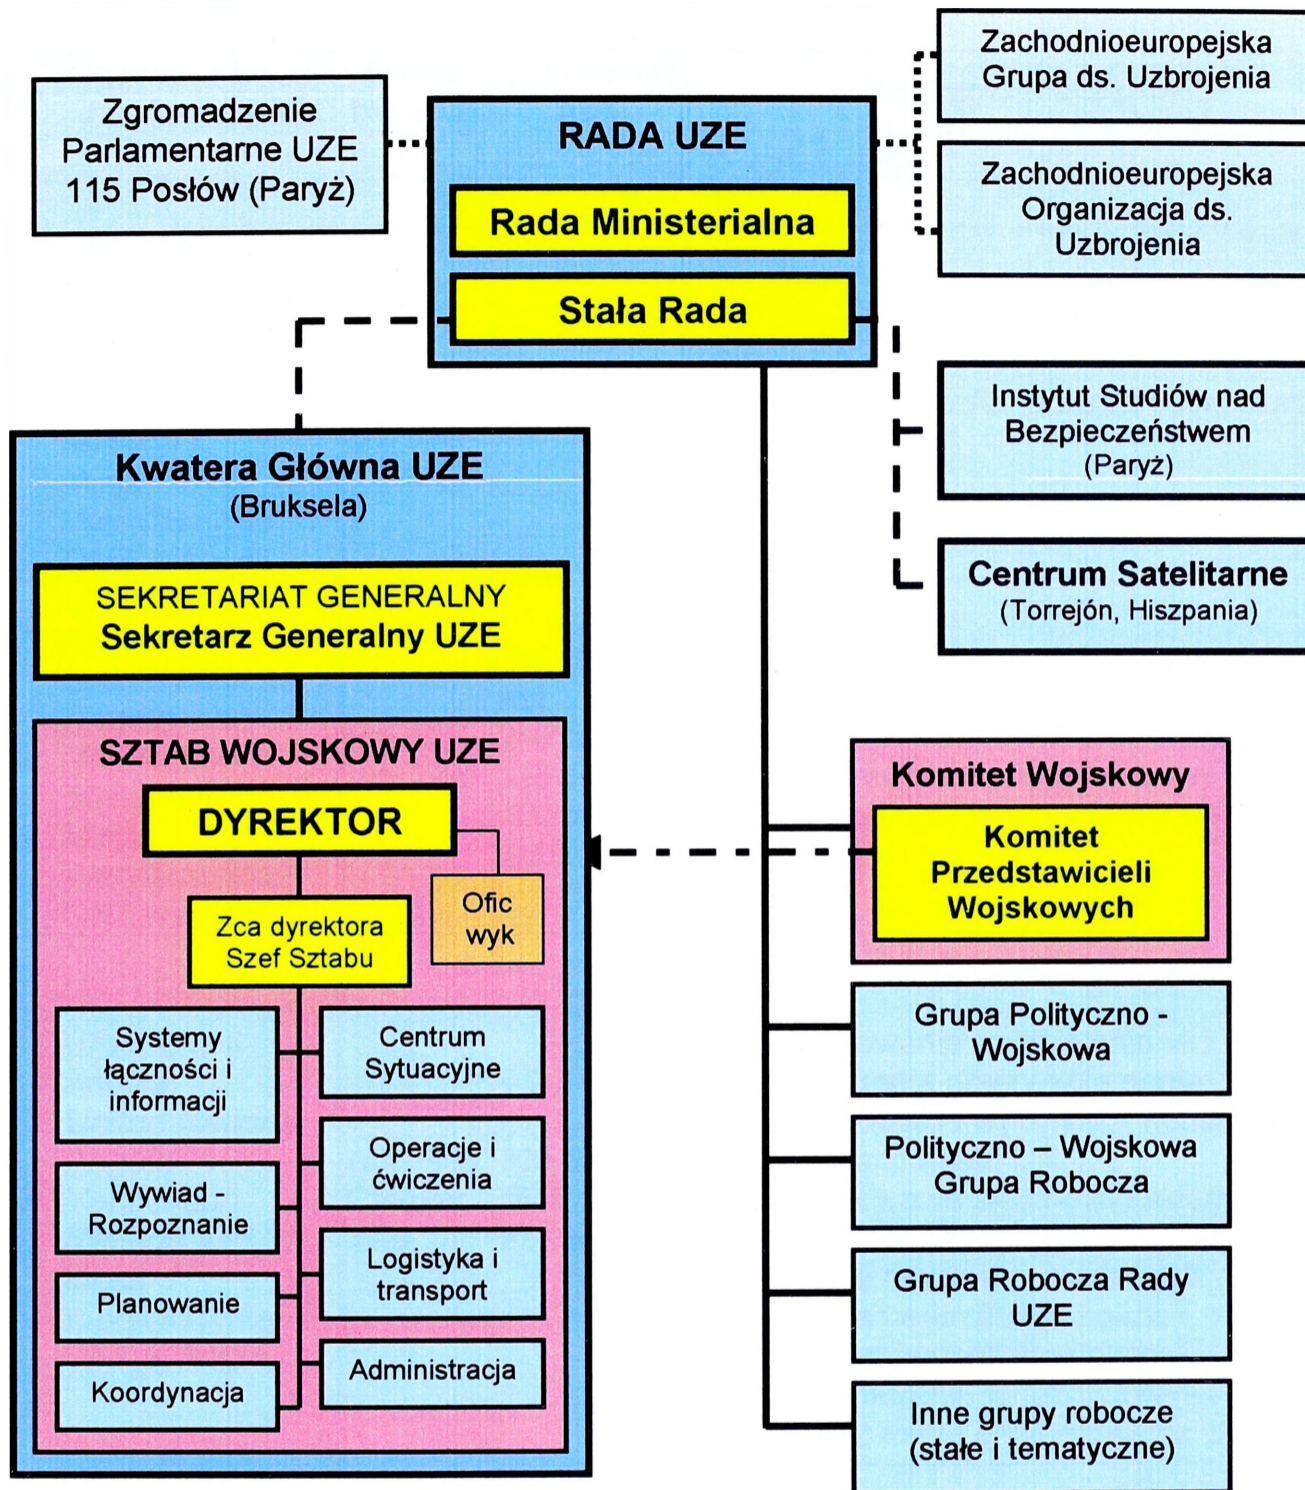 Zgromadzenie
Parlamentarne UZE
115 Posłów (Paryż)
RADA UZE
Rada Ministerialna
Stała Rada
Zachodnioeuropejska
Grupa ds. Uzbrojenia
Zachodnioeuropejska
Organizacja ds.
Uzbrojenia
Instytut Studiów nad
Bezpieczeństwem
(Paryż)
Centrum Satelitarne
(Torrejón, Hiszpania)
Kwatera Główna UZE
(Bruksela)
SEKRETARIAT GENERALNY
Sekretarz Generalny UZE
SZTAB WOJSKOWY UZE
DYREKTOR
Ofic
wyk
Zca dyrektora
Szef Sztabu
Systemy
łączności i
informacji
Centrum
Sytuacyjne
Wywiad -
Rozpoznanie
Operacje i
ćwiczenia
Planowanie
Logistyka i
transport
Koordynacja
Administracja
Komitet Wojskowy
Komitet
Przedstawicieli
Wojskowych
Grupa Polityczno -
Wojskowa
Polityczno – Wojskowa
Grupa Robocza
Grupa Robocza Rady
UZE
Inne grupy robocze
(stałe i tematyczne)